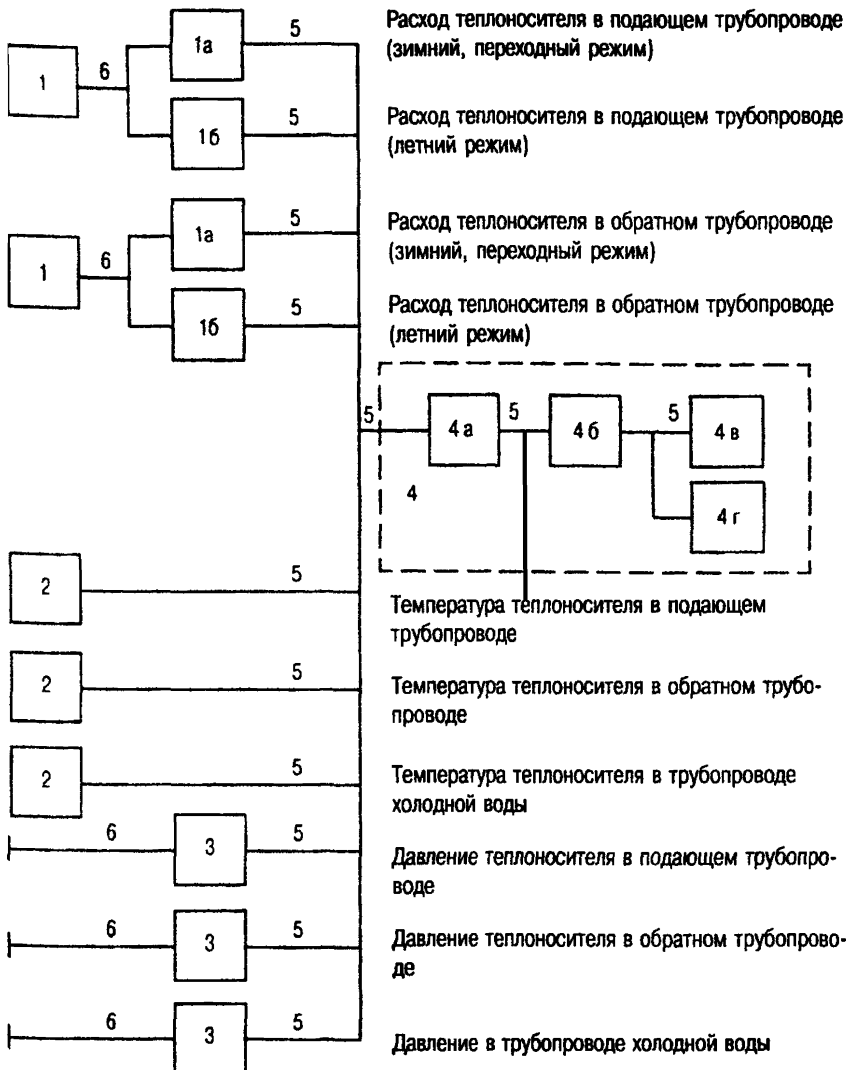 Расход теплоносителя в подающем трубопроводе
(зимний, переходный режим)
5
1а
6
1
5
1б
Расход теплоносителя в подающем трубопроводе
(летний режим)
5
1а
Расход теплоносителя в обратном трубопроводе
(зимний, переходный режим)
6
1
5
1б
Расход теплоносителя в обратном трубопроводе
(летний режим)
5
4а
5
4б
5
4в
4
4г
2
5
Температура теплоносителя в подающем
трубопроводе
2
5
Температура теплоносителя в обратном трубо-
проводе
2
5
Температура теплоносителя в трубопроводе
холодной воды
6
3
5
Давление теплоносителя в подающем трубопро-
воде
6
3
5
Давление теплоносителя в обратном трубопрово-
де
6
3
5
Давление в трубопроводе холодной воды